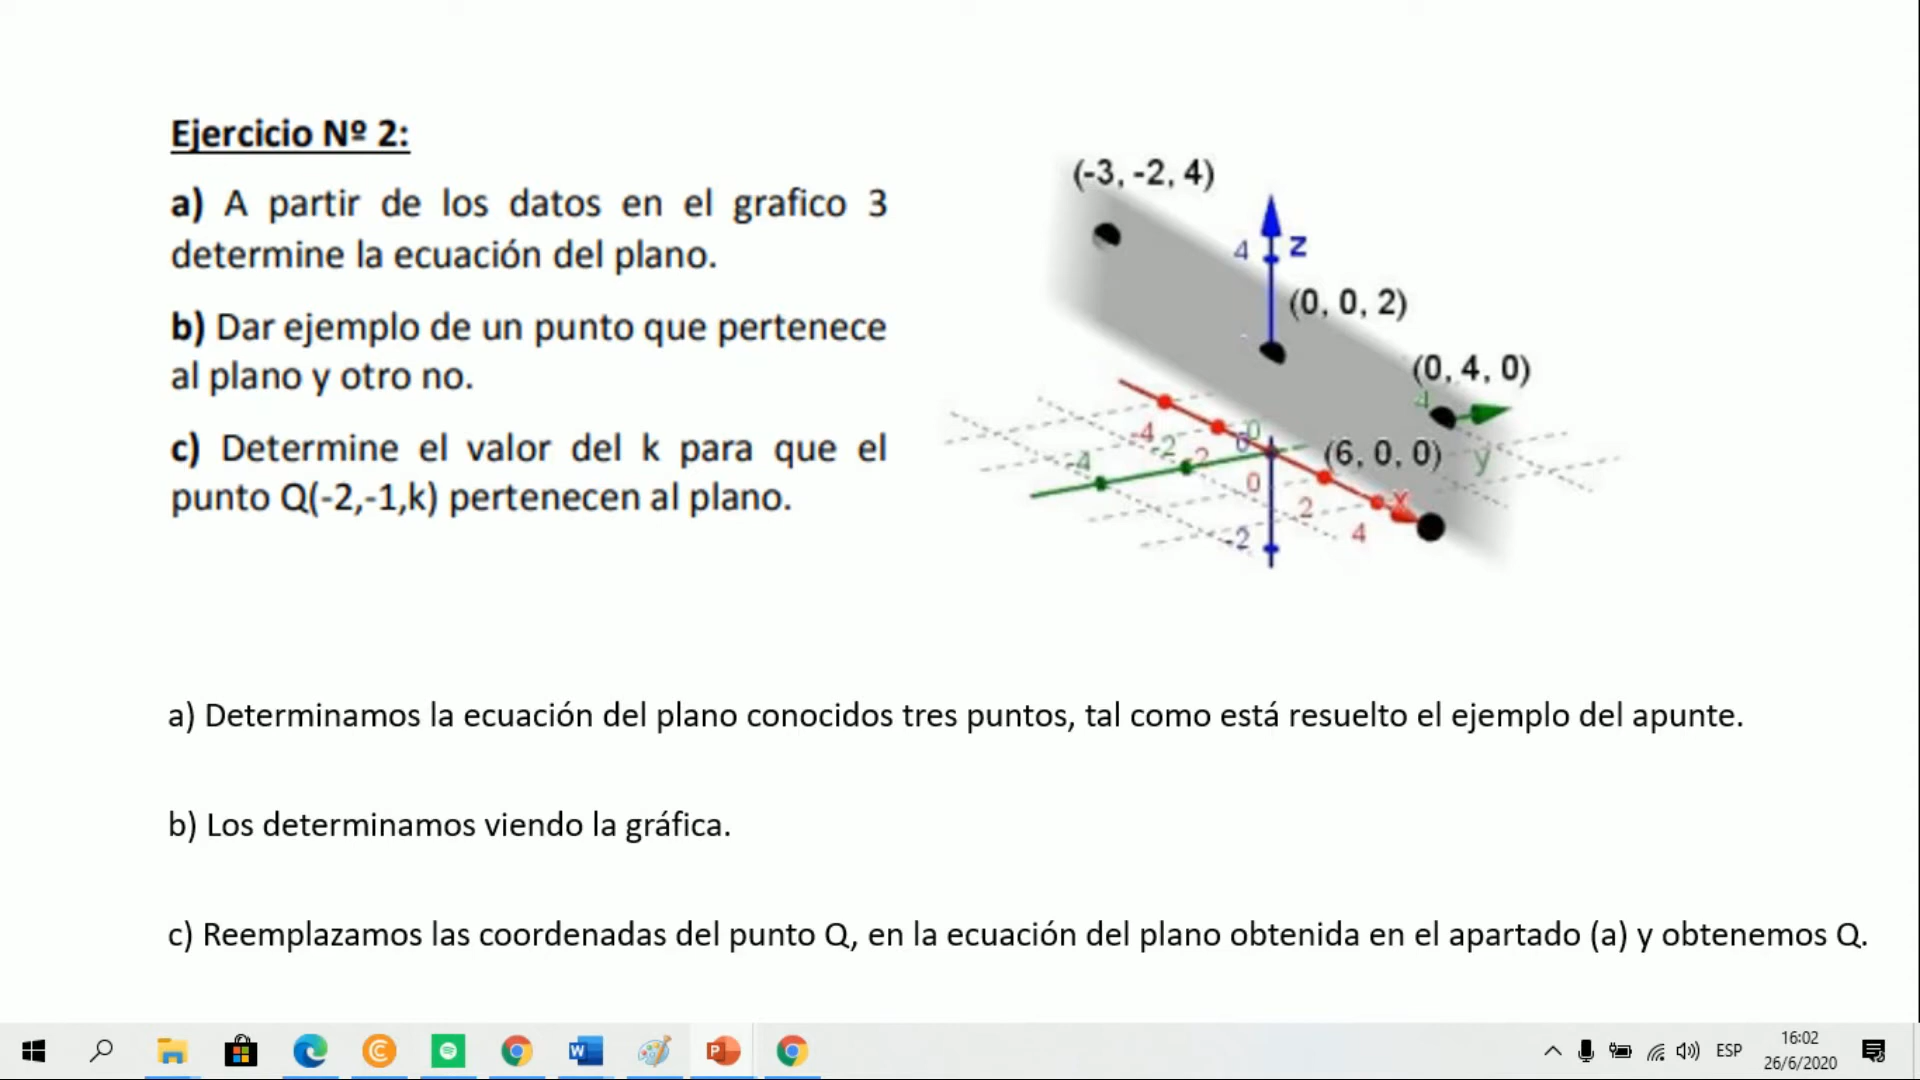 Ejercicio Nº 2:
a) A partir de los datos en el grafico 3
determine la ecuación del plano.
b) Dar ejemplo de un punto que pertenece
al plano y otro no.
c) Determine el valor del k para que el
punto Q(-2,-1,k) pertenecen al plano.
(-3, -2, 4)
4 z
(0, 0, 2)
(0, 4, 0)
4
(6, 0, 0) y
-4 -2 -2 0 0
-4 0 x
2
-2 4
a) Determinamos la ecuación del plano conocidos tres puntos, tal como está resuelto el ejemplo del apunte.
b) Los determinamos viendo la gráfica.
c) Reemplazamos las coordenadas del punto Q, en la ecuación del plano obtenida en el apartado (a) y obtenemos Q.
ESP
16:02
26/6/2020